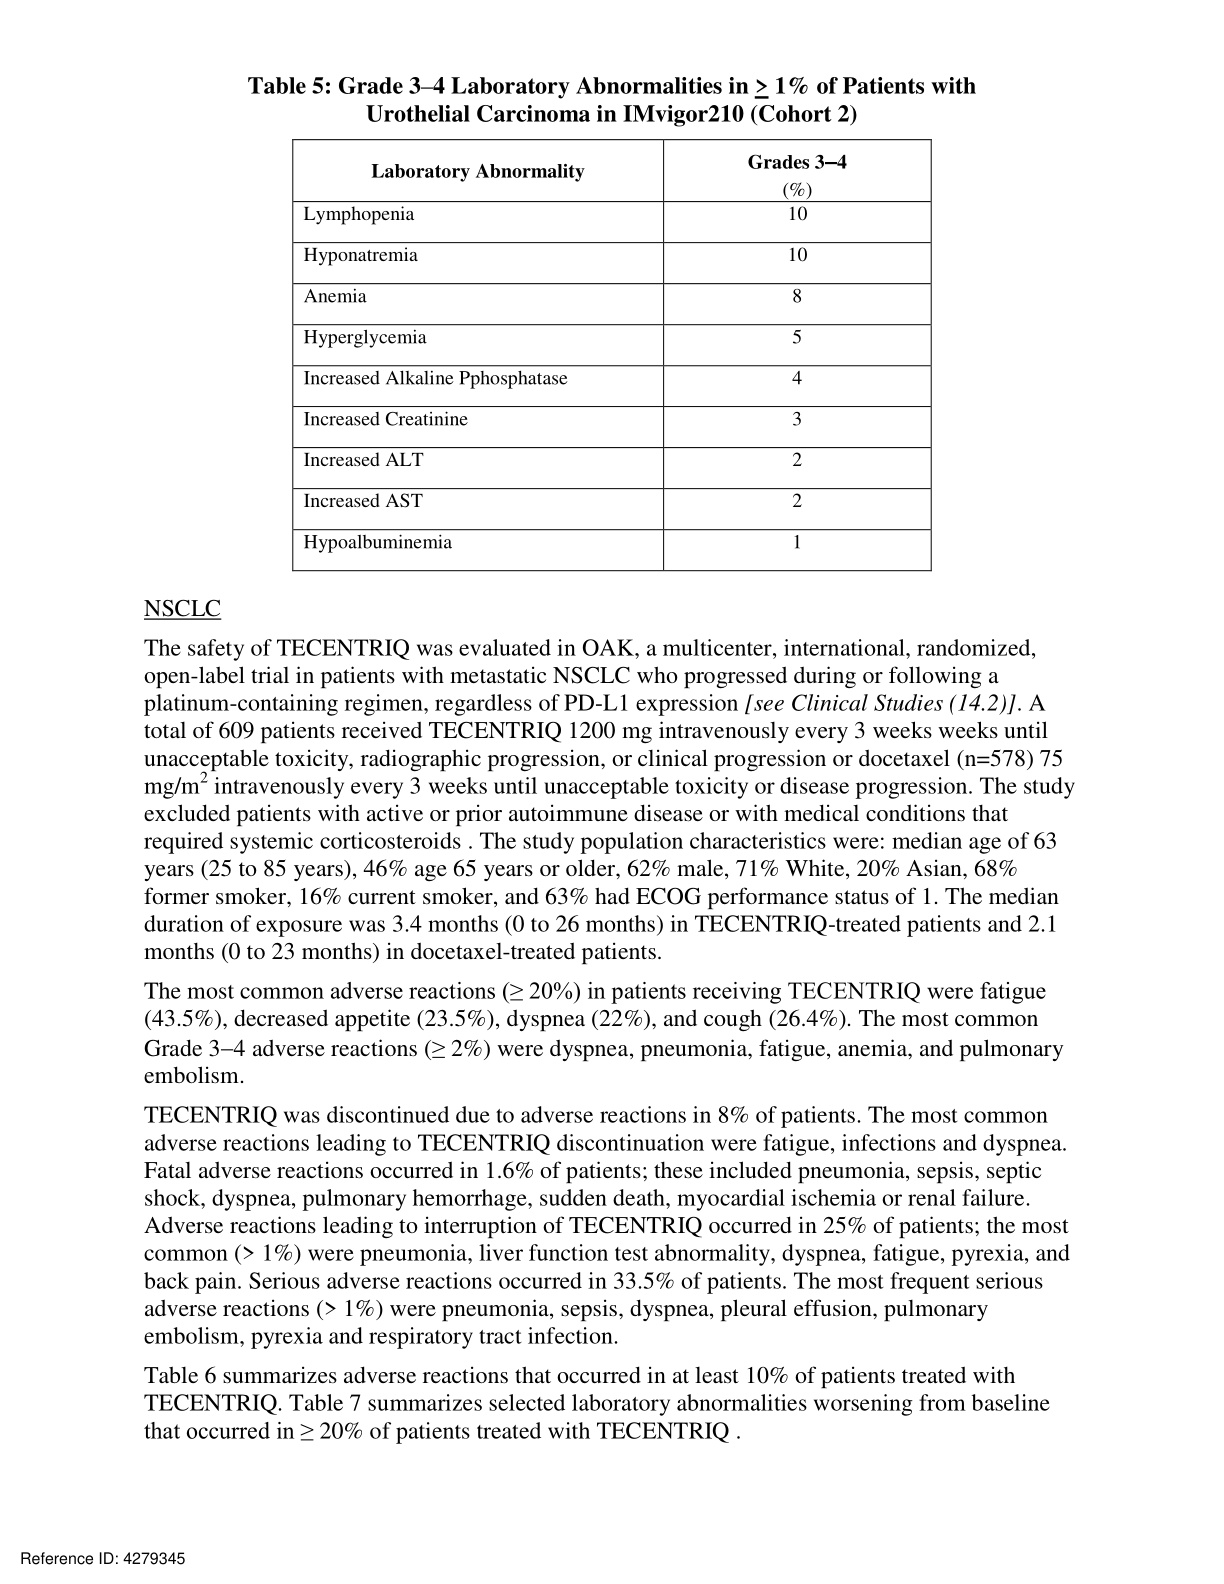 Table 5: Grade 3–4 Laboratory Abnormalities in ≥ 1% of Patients with
Urothelial Carcinoma in IMvigor210 (Cohort 2)
Laboratory Abnormality
Grades 3–4
(%)
Lymphopenia 10
Hyponatremia 10
Anemia 8
Hyperglycemia 5
Increased Alkaline Pphosphatase 4
Increased Creatinine 3
Increased ALT 2
Increased AST 2
Hypoalbuminemia 1
NSCLC
The safety of TECENTRIQ was evaluated in OAK, a multicenter, international, randomized,
open-label trial in patients with metastatic NSCLC who progressed during or following a
platinum-containing regimen, regardless of PD-L1 expression [see Clinical Studies (14.2)]. A
total of 609 patients received TECENTRIQ 1200 mg intravenously every 3 weeks weeks until
unacceptable toxicity, radiographic progression, or clinical progression or docetaxel (n=578) 75
mg/m² intravenously every 3 weeks until unacceptable toxicity or disease progression. The study
excluded patients with active or prior autoimmune disease or with medical conditions that
required systemic corticosteroids . The study population characteristics were: median age of 63
years (25 to 85 years), 46% age 65 years or older, 62% male, 71% White, 20% Asian, 68%
former smoker, 16% current smoker, and 63% had ECOG performance status of 1. The median
duration of exposure was 3.4 months (0 to 26 months) in TECENTRIQ-treated patients and 2.1
months (0 to 23 months) in docetaxel-treated patients.
The most common adverse reactions (≥ 20%) in patients receiving TECENTRIQ were fatigue
(43.5%), decreased appetite (23.5%), dyspnea (22%), and cough (26.4%). The most common
Grade 3–4 adverse reactions (≥ 2%) were dyspnea, pneumonia, fatigue, anemia, and pulmonary
embolism.
TECENTRIQ was discontinued due to adverse reactions in 8% of patients. The most common
adverse reactions leading to TECENTRIQ discontinuation were fatigue, infections and dyspnea.
Fatal adverse reactions occurred in 1.6% of patients; these included pneumonia, sepsis, septic
shock, dyspnea, pulmonary hemorrhage, sudden death, myocardial ischemia or renal failure.
Adverse reactions leading to interruption of TECENTRIQ occurred in 25% of patients; the most
common (> 1%) were pneumonia, liver function test abnormality, dyspnea, fatigue, pyrexia, and
back pain. Serious adverse reactions occurred in 33.5% of patients. The most frequent serious
adverse reactions (> 1%) were pneumonia, sepsis, dyspnea, pleural effusion, pulmonary
embolism, pyrexia and respiratory tract infection.
Table 6 summarizes adverse reactions that occurred in at least 10% of patients treated with
TECENTRIQ. Table 7 summarizes selected laboratory abnormalities worsening from baseline
that occurred in ≥ 20% of patients treated with TECENTRIQ .
Reference ID: 4279345